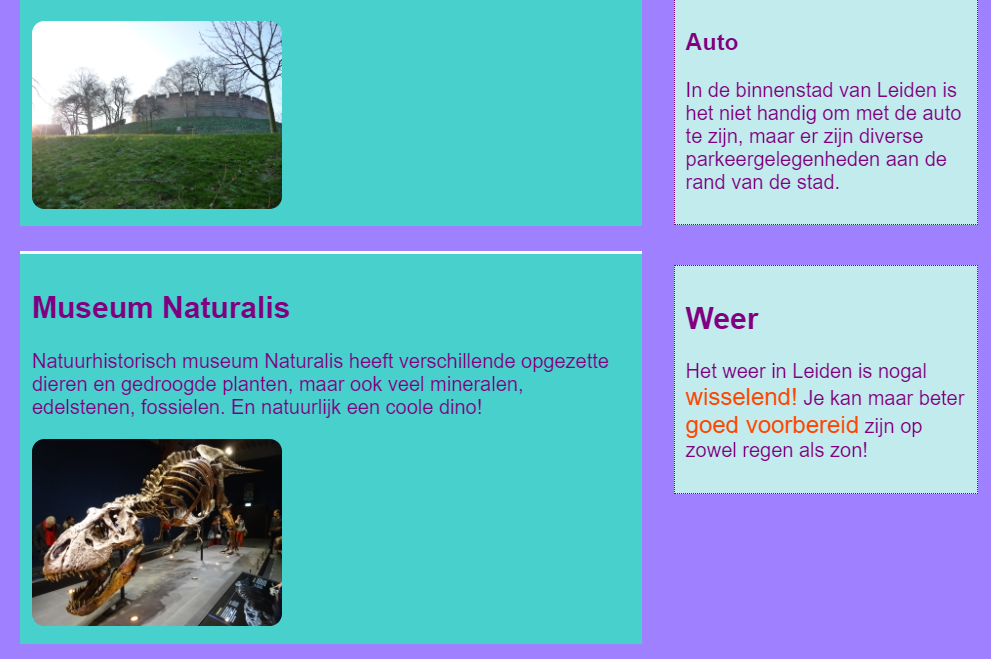 Auto
In de binnenstad van Leiden is
het niet handig om met de auto
te zijn, maar er zijn diverse
parkeergelegenheden aan de
rand van de stad.
Museum Naturalis
Natuurhistorisch museum Naturalis heeft verschillende opgezette
dieren en gedroogde planten, maar ook veel mineralen,
edelstenen, fossielen. En natuurlijk een coole dino!
Weer
Het weer in Leiden is nogal
wisselend! Je kan maar beter
goed voorbereid zijn op
zowel regen als zon!